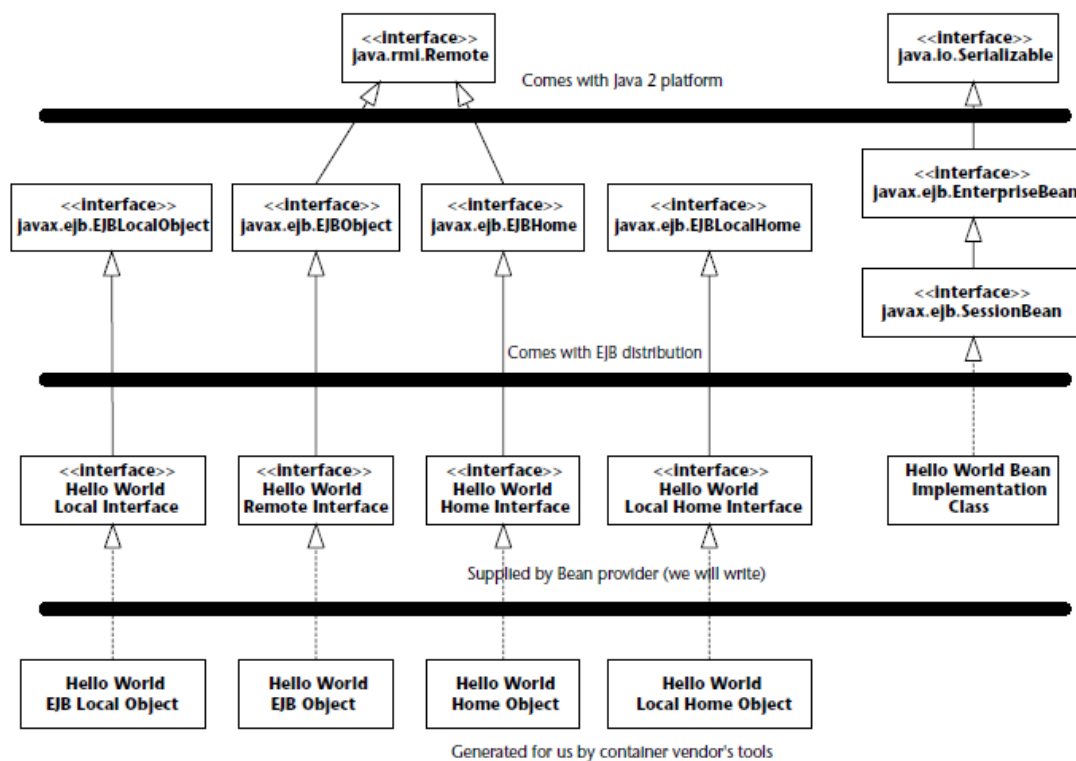 <<interface>>
java.rmi.Remote
<<interface>>
java.io.Serializable
Comes with Java 2 platform
<<interface>>
javax.ejb.EnterpriseBean
<<interface>>
javax.ejb.EJBLocalObject
<<interface>>
javax.ejb.EJBObject
<<interface>>
javax.ejb.EJBHome
<<interface>>
javax.ejb.EJBLocalHome
<<interface>>
javax.ejb.SessionBean
Comes with EJB distribution
<<interface>>
Hello World
Local Interface
<<interface>>
Hello World
Remote Interface
<<interface>>
Hello World
Home Interface
<<interface>>
Hello World
Local Home Interface
Hello World Bean
Implementation
Class
Supplied by Bean provider (we will write)
Hello World
EJB Local Object
Hello World
EJB Object
Hello World
Home Object
Hello World
Local Home Object
Generated for us by container vendor's tools